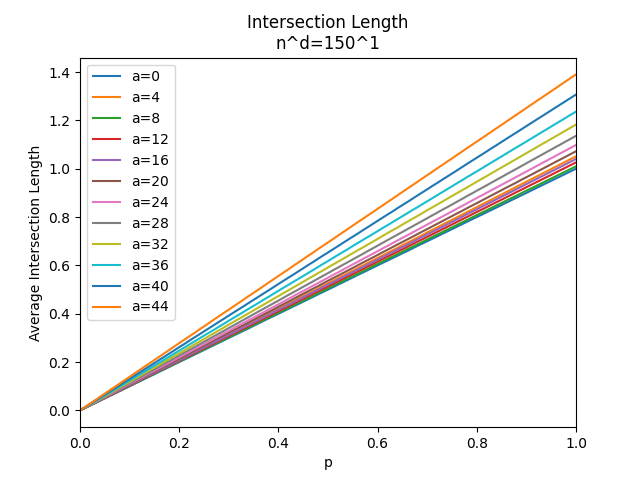 Intersection Length
n^d=150^1
1.4
1.2
1.0
0.8
0.6
0.4
0.2
0.0
Average Intersection Length
a=0
a=4
a=8
a=12
a=16
a=20
a=24
a=28
a=32
a=36
a=40
a=44
0.0 0.2 0.4 0.6 0.8 1.0
p